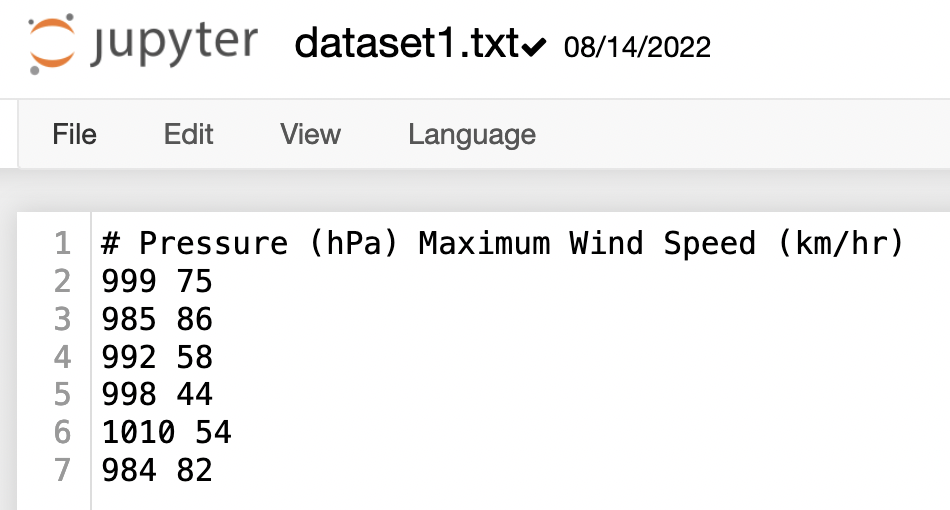 jupyter dataset1.txt✔ 08/14/2022
File Edit View Language
1 # Pressure (hPa) Maximum Wind Speed (km/hr)
2 999 75
3 985 86
4 992 58
5 998 44
6 1010 54
7 984 82